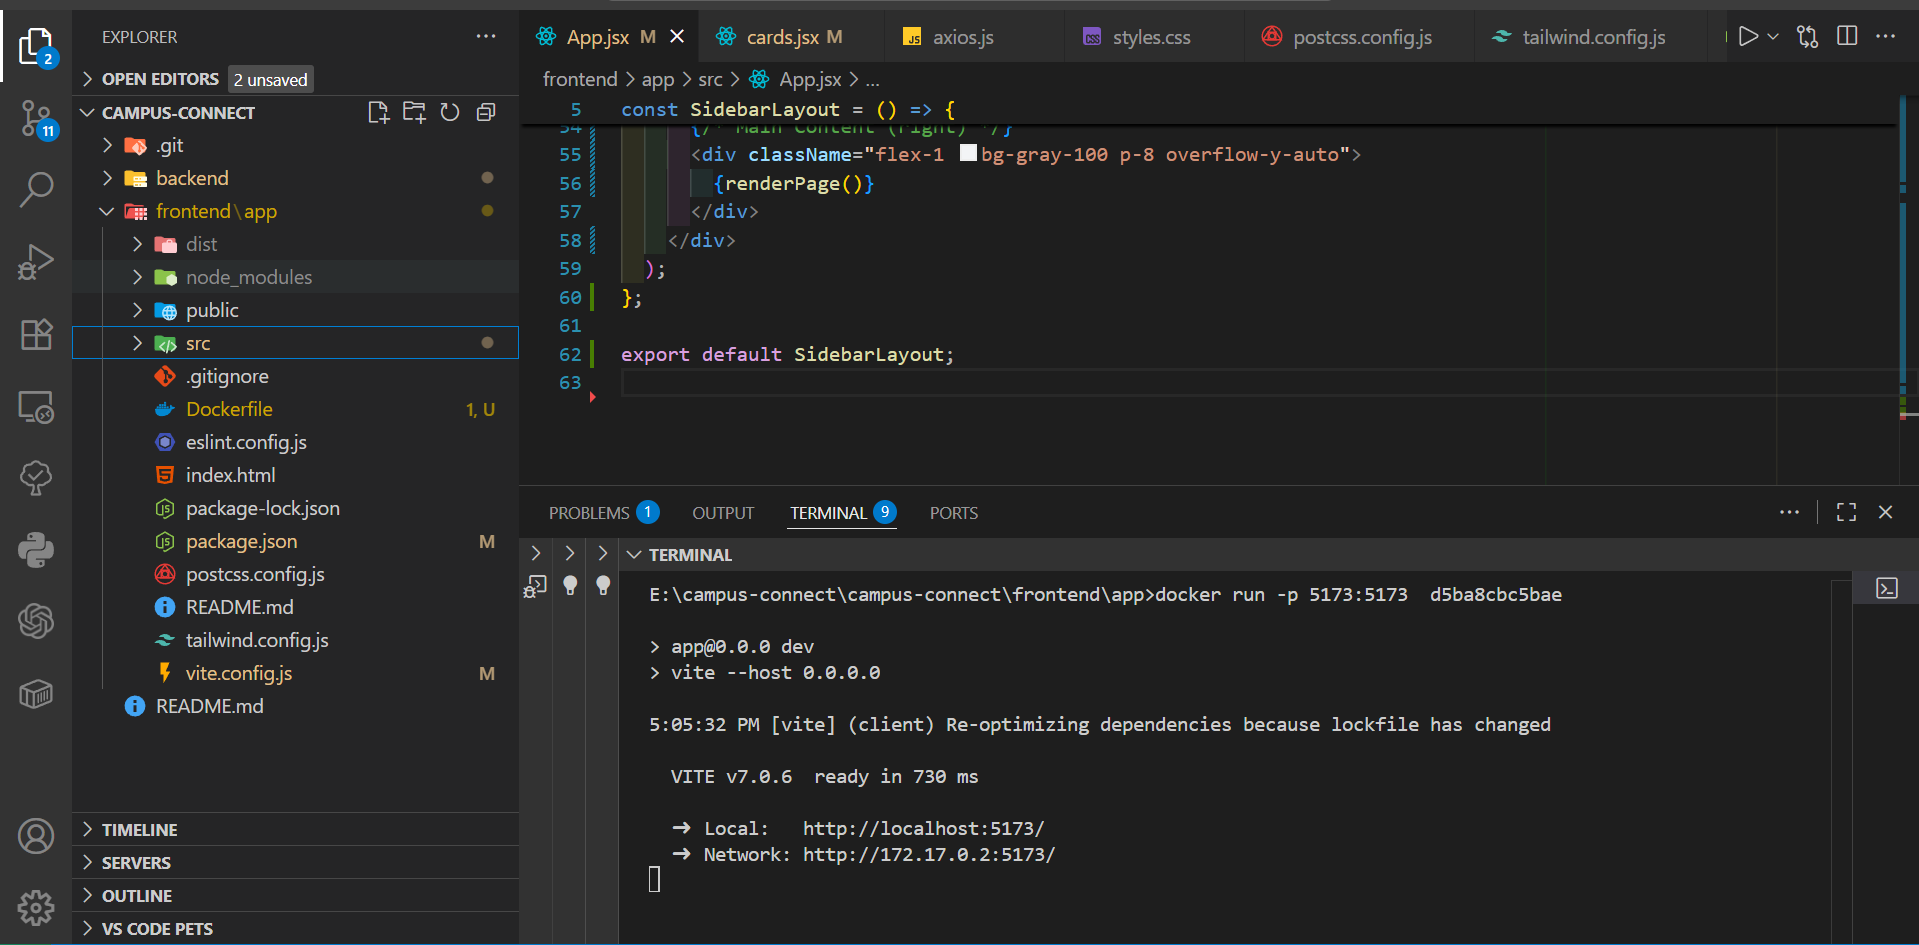 EXPLORER
OPEN EDITORS 2 unsaved
CAMPUS-CONNECT
.git
backend
frontend\app
dist
node_modules
public
src
.gitignore
Dockerfile 1, U
eslint.config.js
index.html
package-lock.json
package.json M
postcss.config.js
README.md
tailwind.config.js
vite.config.js M
README.md
TIMELINE
SERVERS
OUTLINE
VS CODE PETS
2
11
App.jsx M
cards.jsx M
JS axios.js
CSS styles.css
postcss.config.js
tailwind.config.js
frontend > app > src > App.jsx > ...
5 const SidebarLayout = () => {
54 {/* Main Content (right) */}
55 <div className="flex-1 bg-gray-100 p-8 overflow-y-auto">
56 {renderPage()}
57 </div>
58 </div>
59 );
60 };
61
62 export default SidebarLayout;
63
PROBLEMS 1 OUTPUT TERMINAL 9 PORTS
TERMINAL
E:\campus-connect\campus-connect\frontend\app>docker run -p 5173:5173  d5ba8cbc5bae
> app@0.0.0 dev
> vite --host 0.0.0.0
5:05:32 PM [vite] (client) Re-optimizing dependencies because lockfile has changed
VITE v7.0.6  ready in 730 ms
➜ Local:   http://localhost:5173/
➜ Network: http://172.17.0.2:5173/